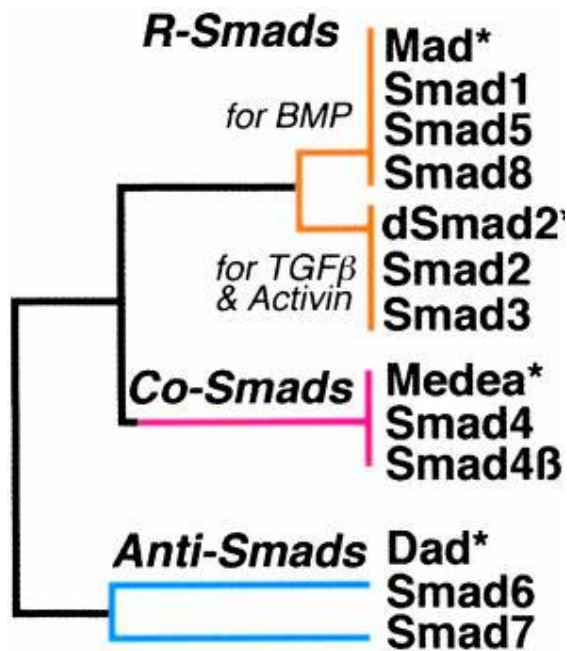 R-Smads
Mad*
Smad1
for BMP
Smad5
Smad8
dSmad2*
for TGFβ
& Activin
Smad2
Smad3
Co-Smads
Medea*
Smad4
Smad4ß
Anti-Smads
Dad*
Smad6
Smad7